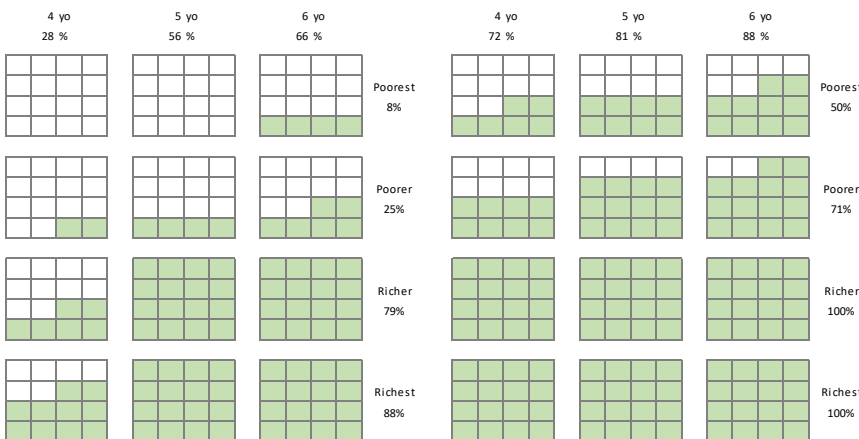 4 yo 5 yo 6 yo 4 yo 5 yo 6 yo
28 % 56 % 66 % 72 % 81 % 88 %
Poorest Poorest
8% 50%
Poorer Poorer
25% 71%
Richer Richer
79% 100%
Richest Richest
88% 100%